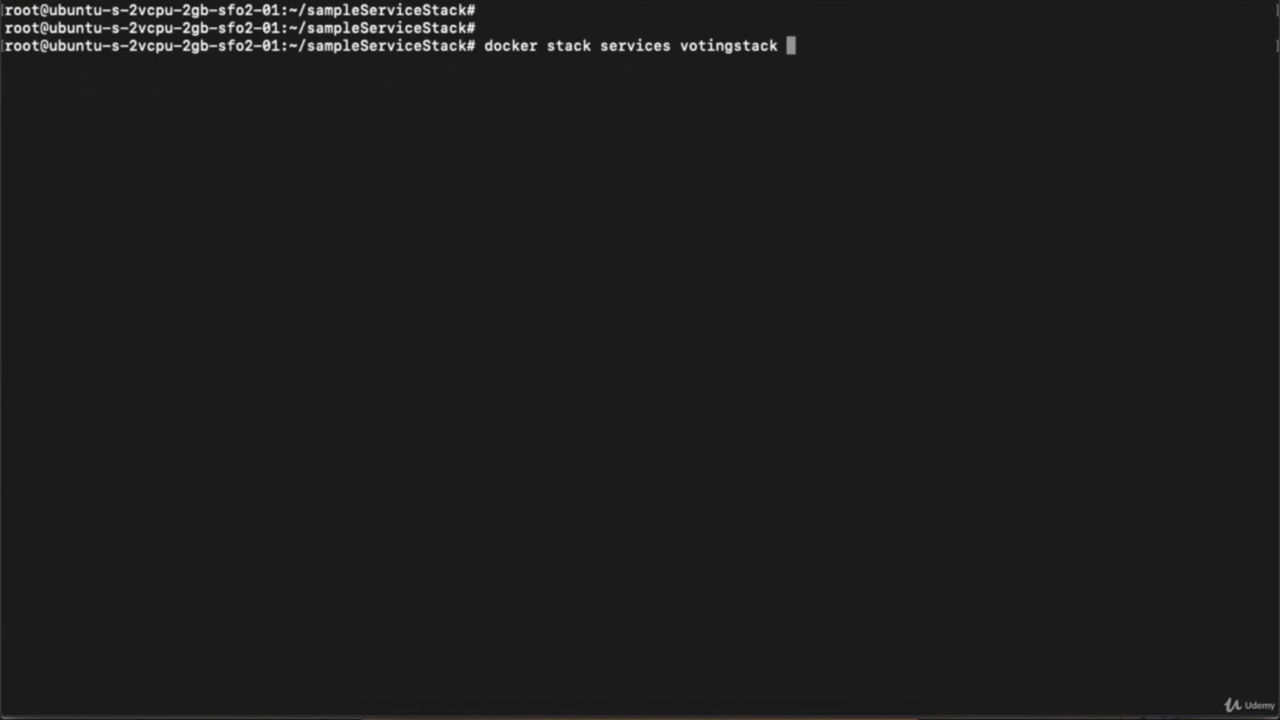 root@ubuntu-s-2vcpu-2gb-sfo2-01:~/sampleServiceStack#
root@ubuntu-s-2vcpu-2gb-sfo2-01:~/sampleServiceStack#
root@ubuntu-s-2vcpu-2gb-sfo2-01:~/sampleServiceStack# docker stack services votingstack
Udemy